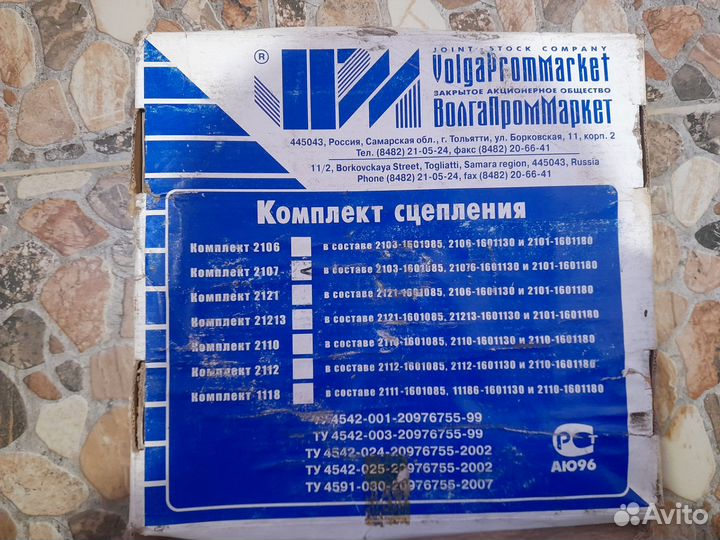 ®
JOINT - STOCK COMPANY
VolgaPromMarket
ЗАКРЫТОЕ АКЦИОНЕРНОЕ ОБЩЕСТВО
ВолгаПромМаркет
445043, Россия, Самарская обл., г. Тольятти, ул. Борковская, 11, корп. 2
Тел. (8482) 21-05-24, факс (8482) 20-66-41
11/2, Borkovckaya Street, Togliatti, Samara region, 445043, Russia
Phone (8482) 21-05-24, fax (8482) 20-66-41
Комплект сцепления
Комплект 2106 в составе 2103-1601085, 2106-1601130 и 2101-1601180
Комплект 2107 в составе 2103-1601085, 21076-1601130 и 2101-1601180
Комплект 2121 в составе 2121-1601085, 2106-1601130 и 2101-1601180
Комплект 21213 в составе 2121-1601085, 21213-1601130 и 2101-1601180
Комплект 2110 в составе 2110-1601085, 2110-1601130 и 2110-1601180
Комплект 2112 в составе 2112-1601085, 2112-1601130 и 2110-1601180
Комплект 1118 в составе 2111-1601085, 11186-1601130 и 2110-1601180
ТУ 4542-001-20976755-99
ТУ 4542-003-20976755-99
ТУ 4542-024-20976755-2002
ТУ 4542-025-20976755-2002
ТУ 4591-030-20976755-2007
РСТ
АЮ96
Avito